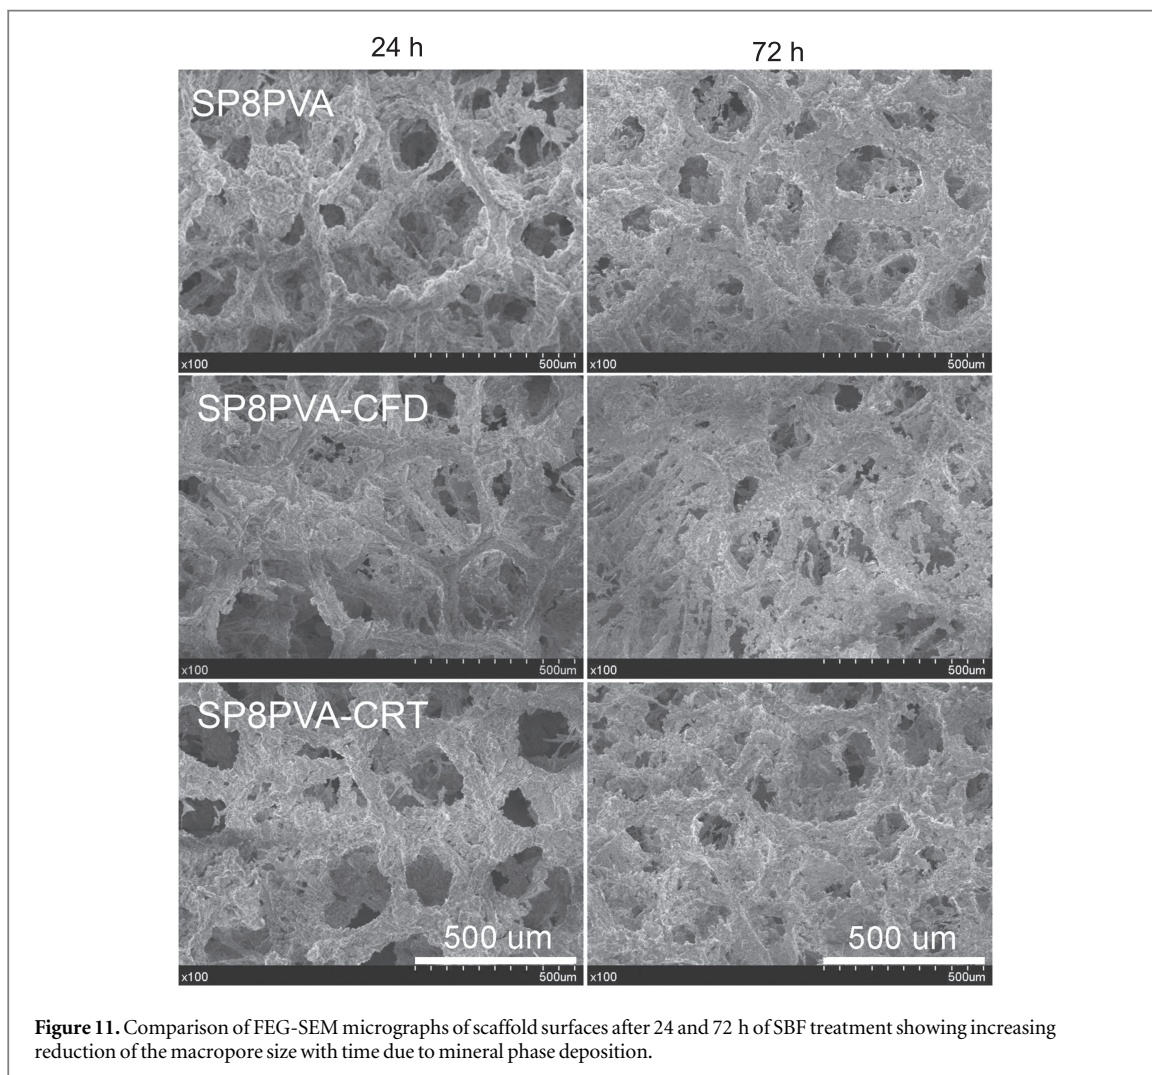 24 h
72 h
SP8PVA
x100
500um
x100
500um
SP8PVA-CFD
x100
500um
x100
500um
SP8PVA-CRT
500 um
500 um
x100
500um
x100
500um
Figure 11. Comparison of FEG-SEM micrographs of scaffold surfaces after 24 and 72 h of SBF treatment showing increasing
reduction of the macropore size with time due to mineral phase deposition.